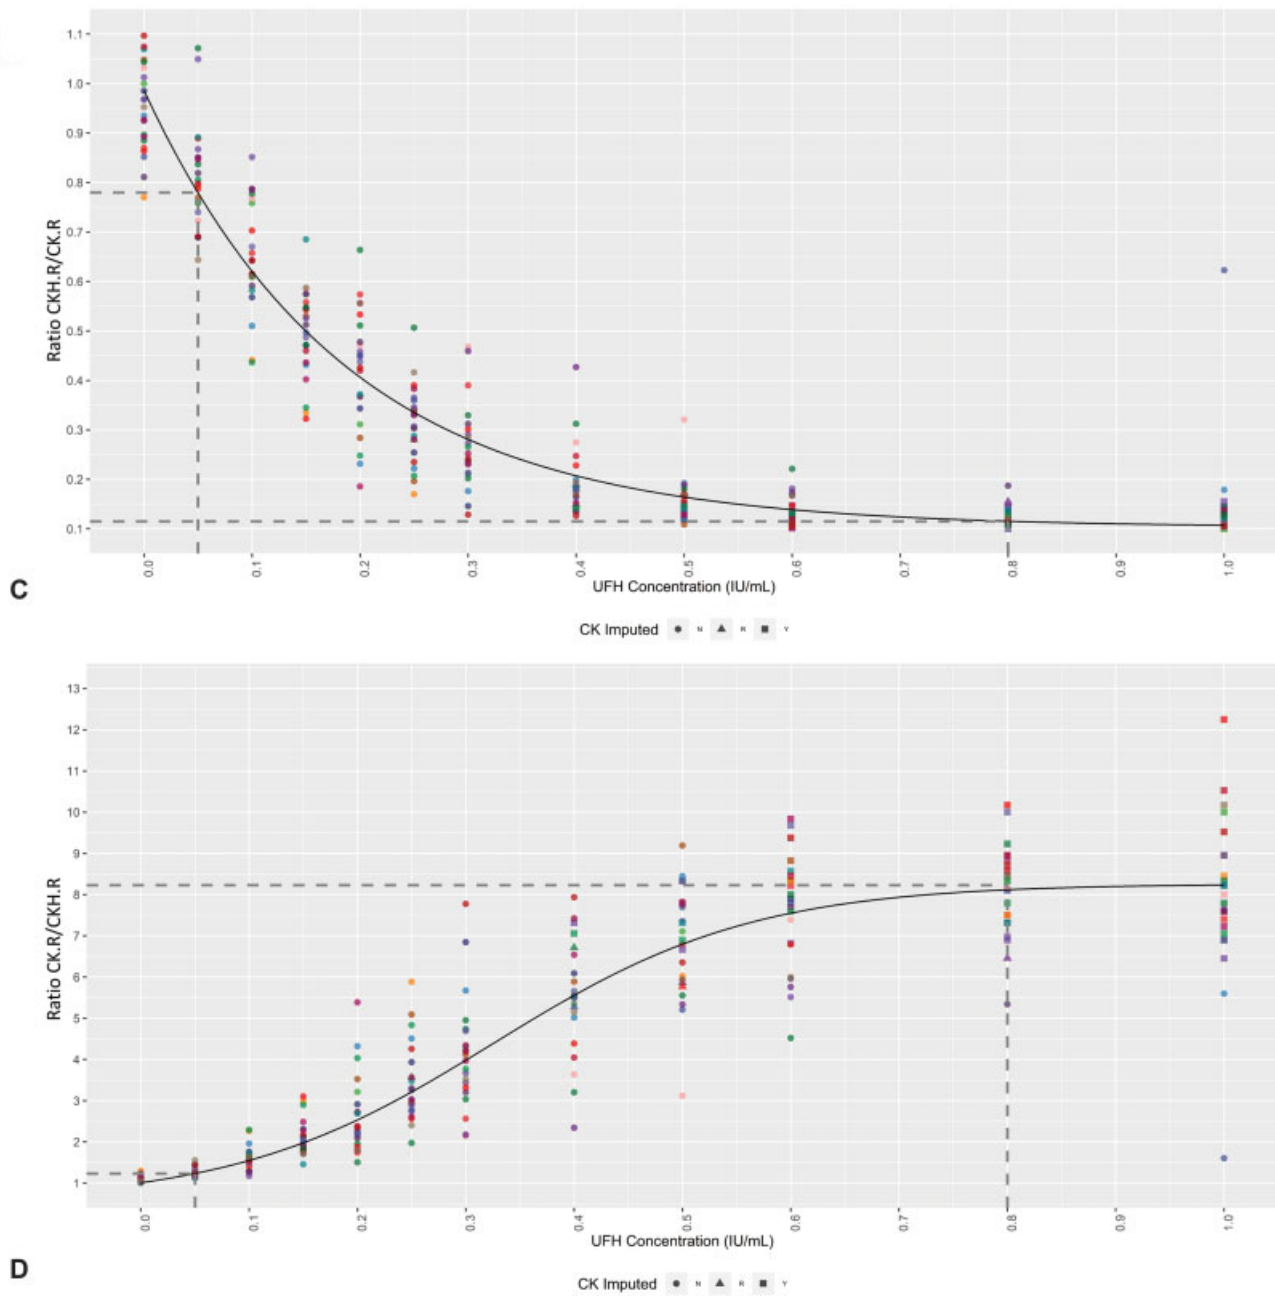 1.1
1.0
0.9
0.8
0.7
0.6
0.5
0.4
0.3
0.2
0.1
Ratio CKH.R/CK.R
0.0 0.1 0.2 0.3 0.4 0.5 0.6 0.7 0.8 0.9 1.0
UFH Concentration (IU/mL)
C
CK Imputed N R Y
13
12
11
10
9
8
7
6
5
4
3
2
1
Ratio CK.R/CKH.R
0.0 0.1 0.2 0.3 0.4 0.5 0.6 0.7 0.8 0.9 1.0
UFH Concentration (IU/mL)
D
CK Imputed N R Y